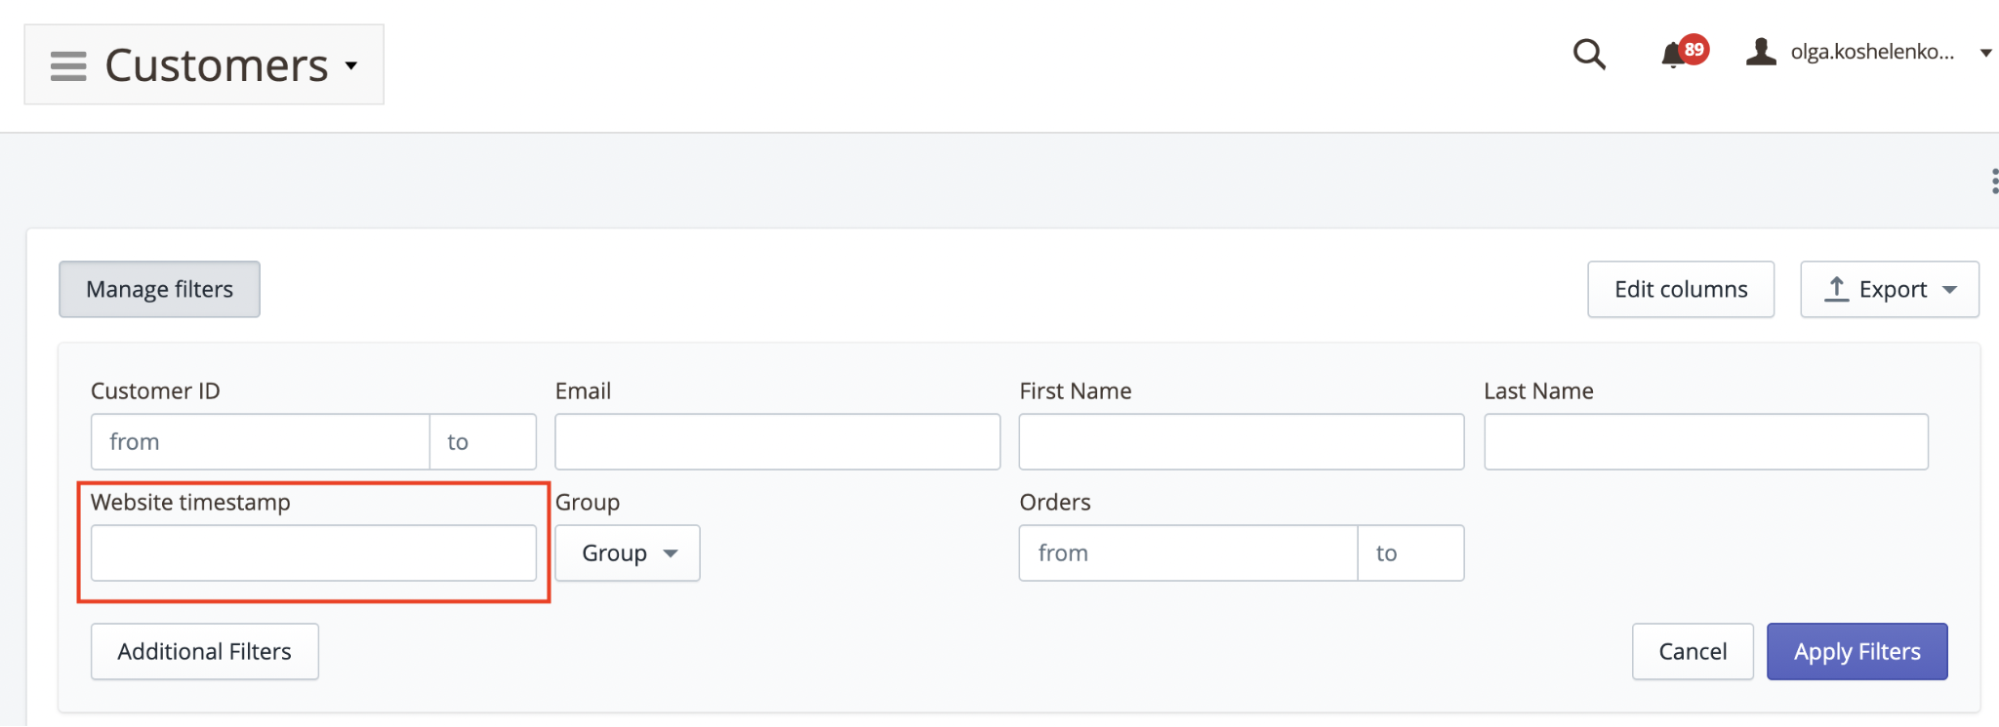 Customers
89
olga.koshelenko...
Manage filters
Edit columns
Export
Customer ID
Email
First Name
Last Name
from
to
Website timestamp
Group
Orders
Group
from
to
Additional Filters
Cancel
Apply Filters